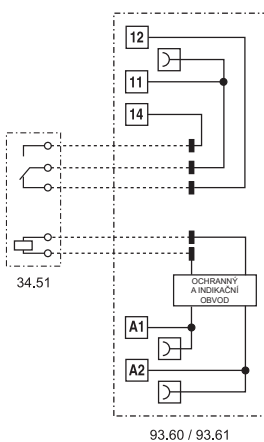 12
11
14
34.51
OCHRANNÝ
A INDIKAČNÍ
OBVOD
A1
A2
93.60 / 93.61